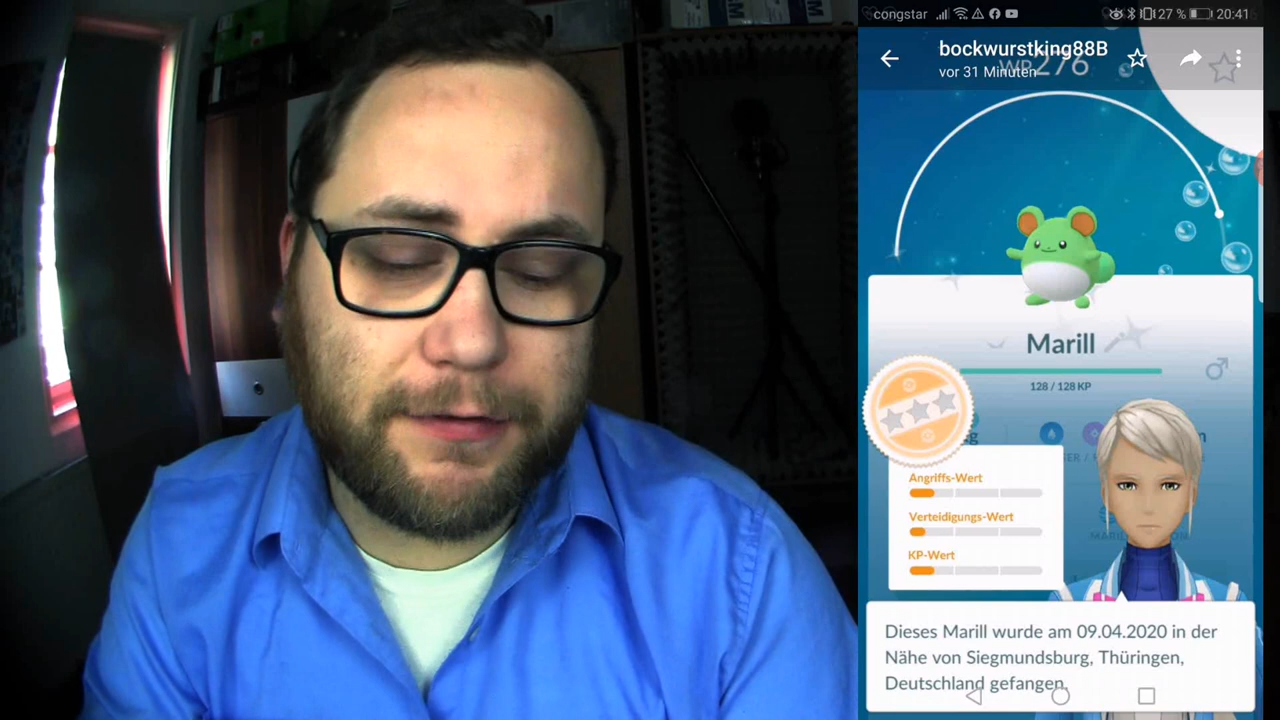 congstar 27 % 20:41
bockwurstking88B
vor 31 Minuten
WP276
Marill
128 / 128 KP
Angriffs-Wert
Verteidigungs-Wert
KP-Wert
Dieses Marill wurde am 09.04.2020 in der
Nähe von Siegmundsburg, Thüringen,
Deutschland gefangen.